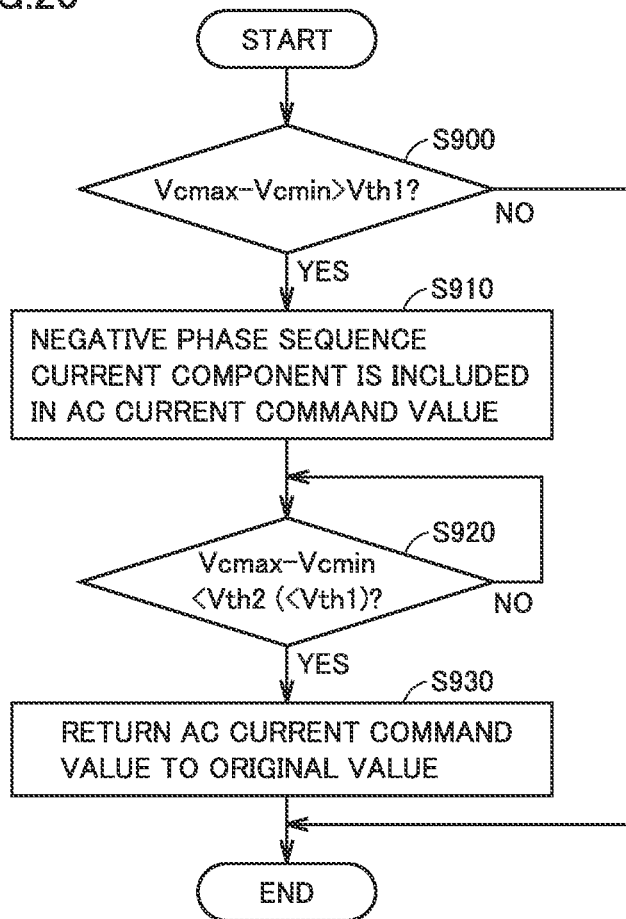 START
S900
Vcmax-Vcmin>Vth1?
NO
YES
S910
NEGATIVE PHASE SEQUENCE
CURRENT COMPONENT IS INCLUDED
IN AC CURRENT COMMAND VALUE
S920
Vcmax-Vcmin
<Vth2 (<Vth1)?
NO
YES
S930
RETURN AC CURRENT COMMAND
VALUE TO ORIGINAL VALUE
END